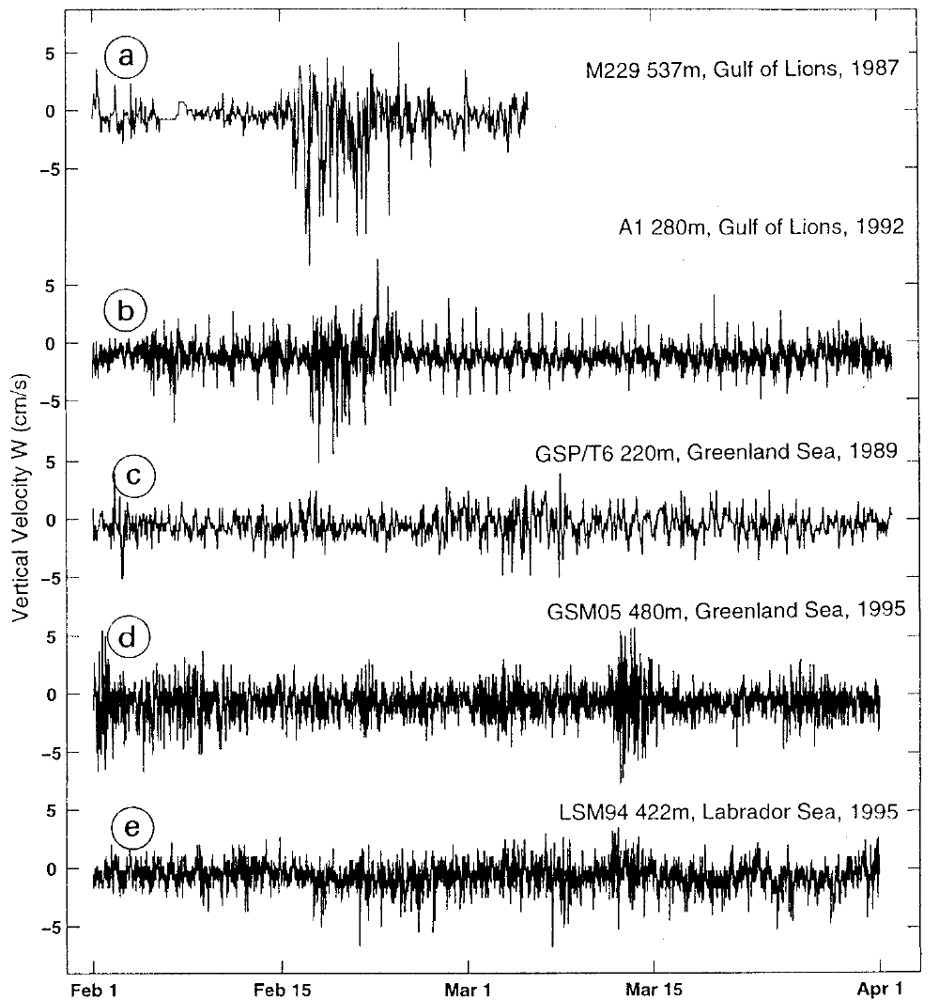 a
M229 537m, Gulf of Lions, 1987
5
0
−5
A1 280m, Gulf of Lions, 1992
b
5
0
−5
Vertical Velocity W (cm/s)
GSP/T6 220m, Greenland Sea, 1989
c
5
0
−5
GSM05 480m, Greenland Sea, 1995
d
5
0
−5
LSM94 422m, Labrador Sea, 1995
e
5
0
−5
Feb 1 Feb 15 Mar 1 Mar 15 Apr 1